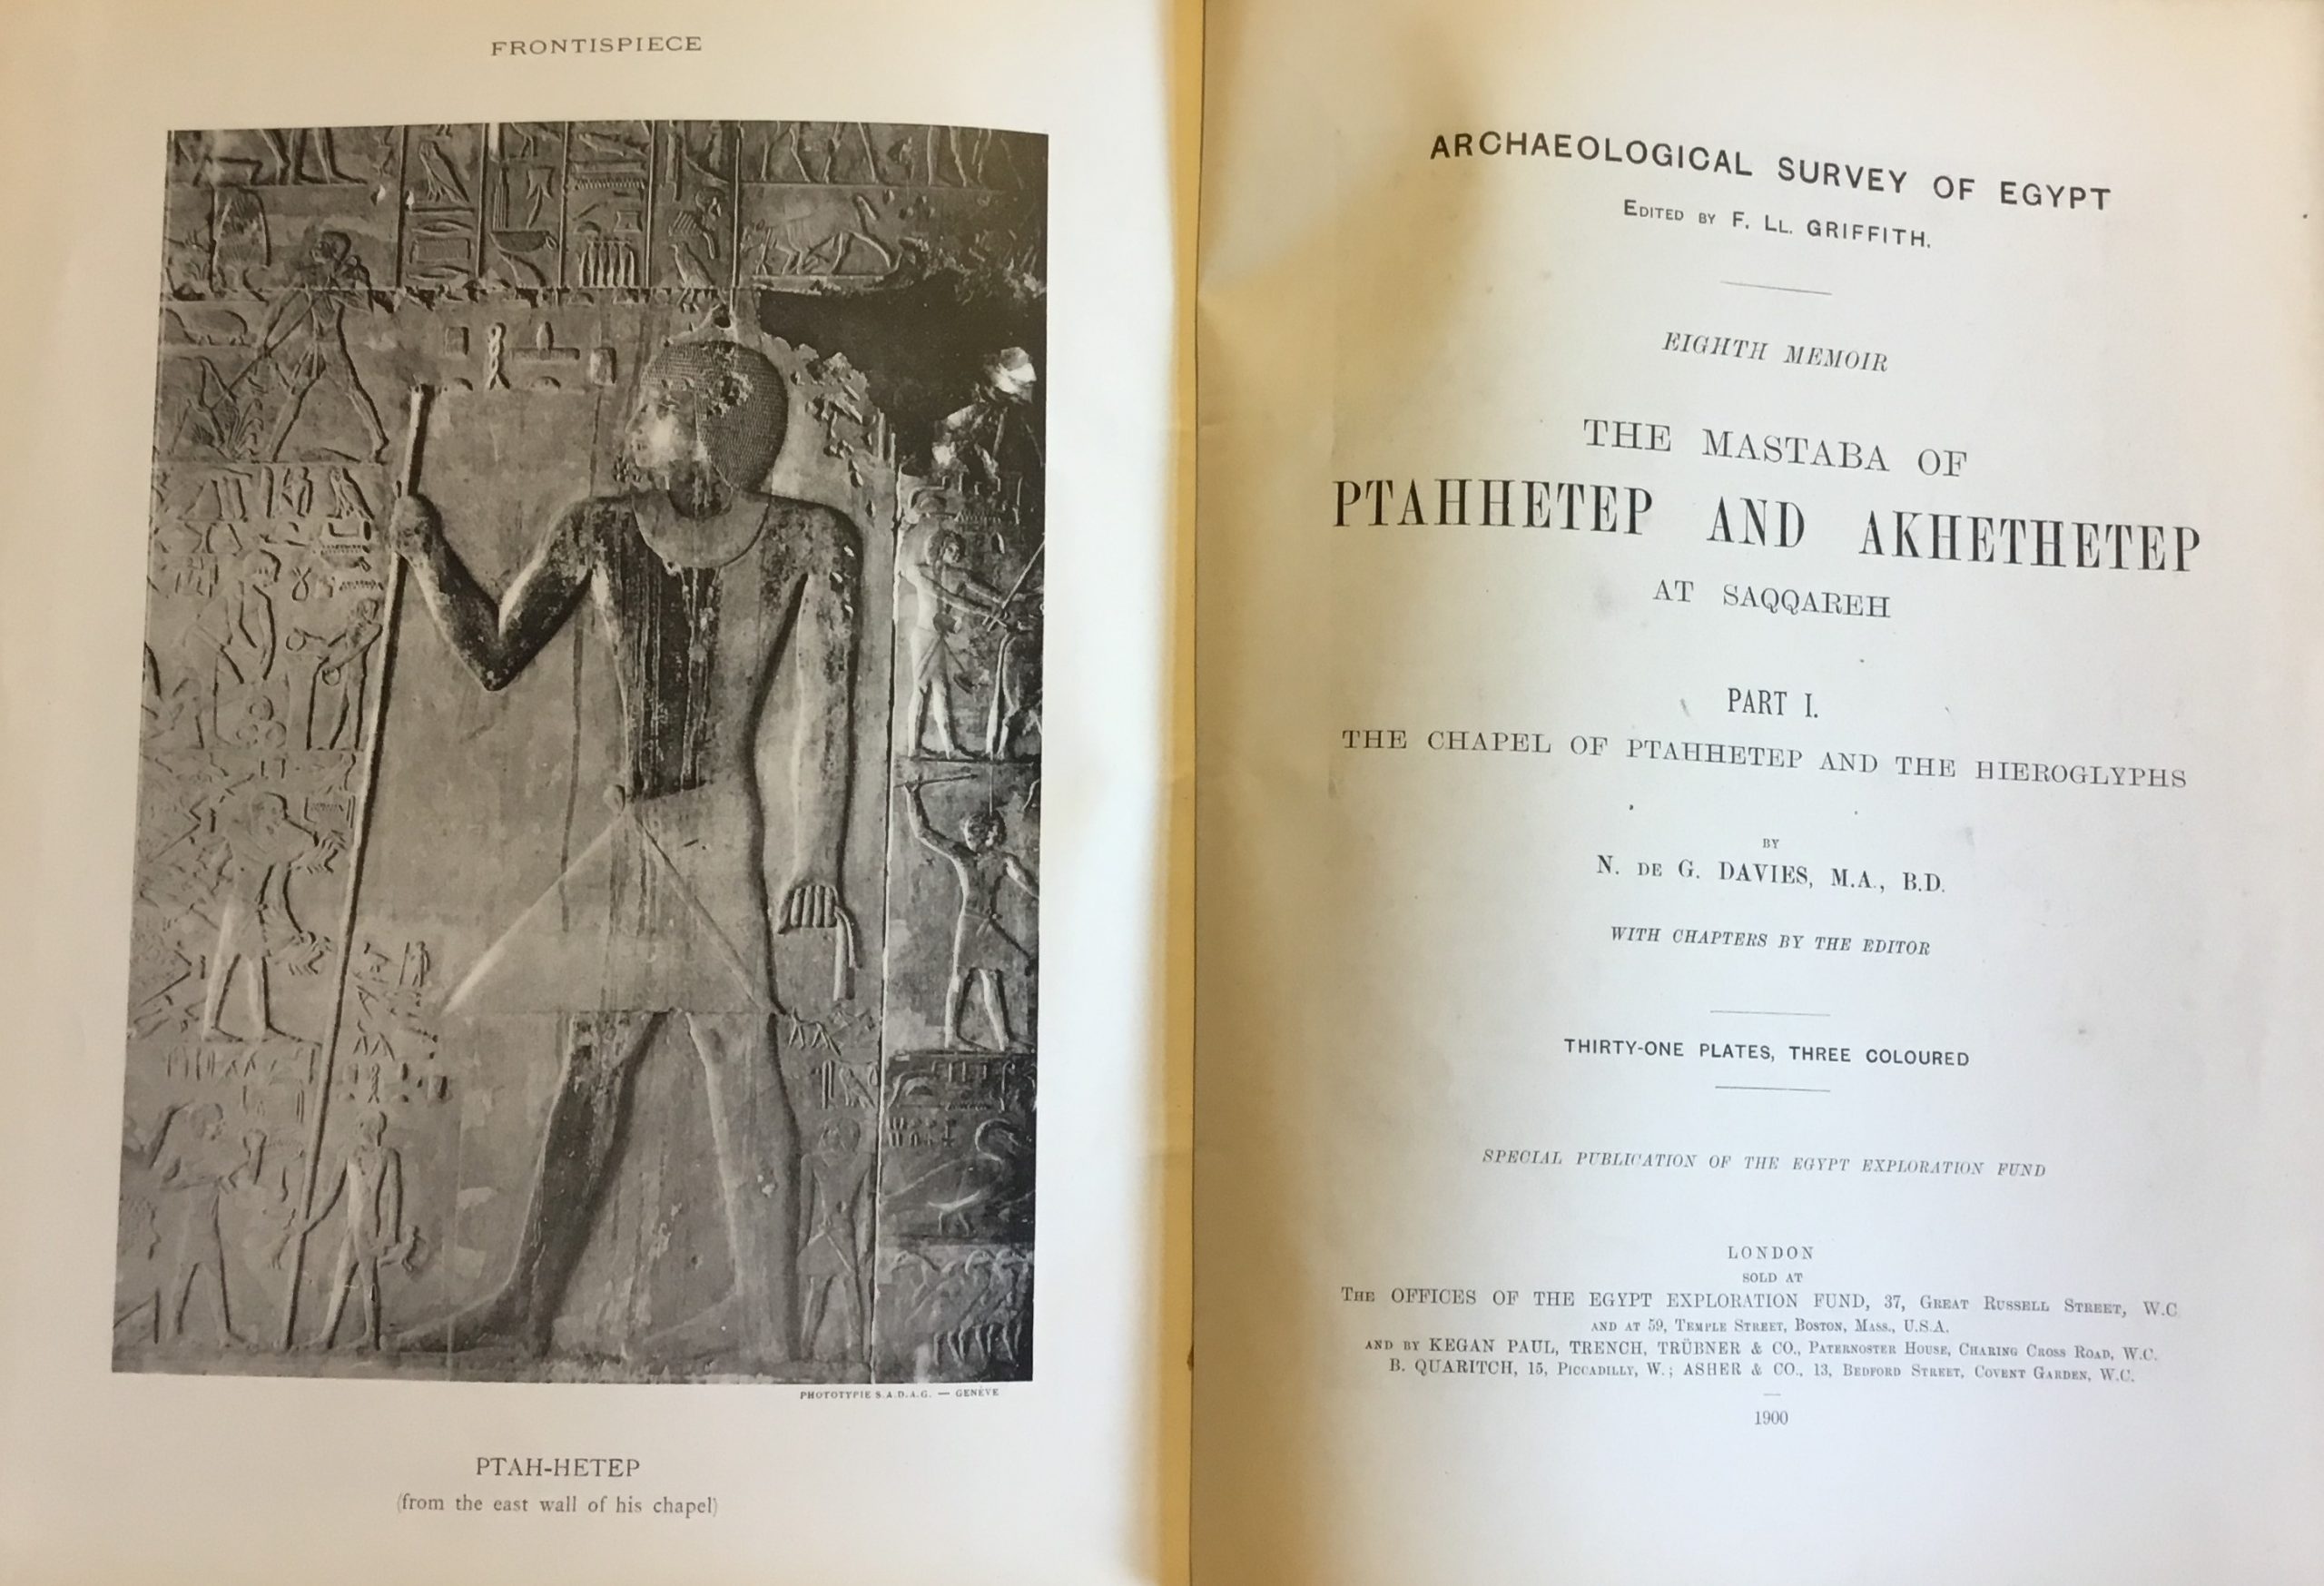 FRONTISPIECE
PHOTOTYPIE S.A.D.A.G. — GENÈVE
PTAH-HETEP
(from the east wall of his chapel)
ARCHAEOLOGICAL SURVEY OF EGYPT
EDITED BY F. LL. GRIFFITH.
EIGHTH MEMOIR
THE MASTABA OF
PTAHHETEP AND AKHETHETEP
AT SAQQAREH
PART I.
THE CHAPEL OF PTAHHETEP AND THE HIEROGLYPHS
BY
N. DE G. DAVIES, M.A., B.D.
WITH CHAPTERS BY THE EDITOR
THIRTY-ONE PLATES, THREE COLOURED
SPECIAL PUBLICATION OF THE EGYPT EXPLORATION FUND
LONDON
SOLD AT
THE OFFICES OF THE EGYPT EXPLORATION FUND, 37, GREAT RUSSELL STREET, W.C
AND AT 59, TEMPLE STREET, BOSTON, MASS., U.S.A.
AND BY KEGAN PAUL, TRENCH, TRÜBNER & CO., PATERNOSTER HOUSE, CHARING CROSS ROAD, W.C.
B. QUARITCH, 15, PICCADILLY, W.; ASHER & CO., 13, BEDFORD STREET, COVENT GARDEN, W.C.
1900